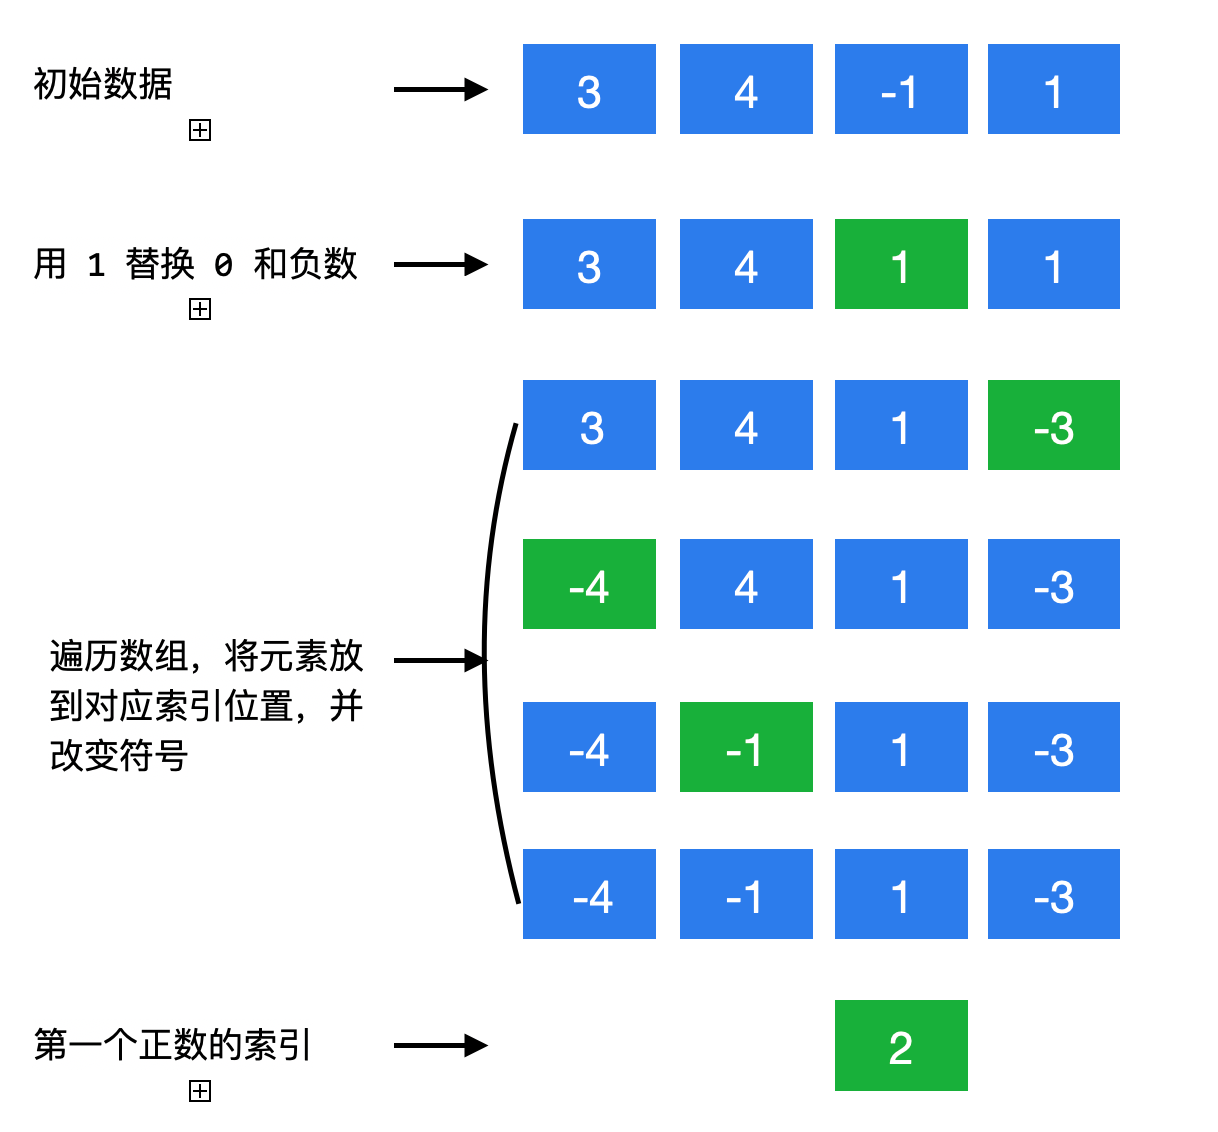 初始数据
3 4 -1 1
用 1 替换 0 和负数
3 4 1 1
3 4 1 -3
-4 4 1 -3
遍历数组，将元素放
到对应索引位置，并
改变符号
-4 -1 1 -3
-4 -1 1 -3
第一个正数的索引
2